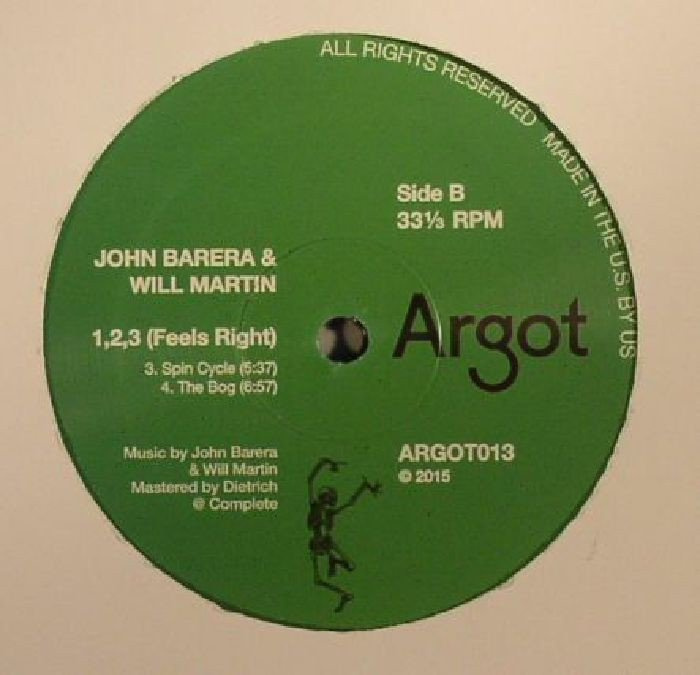 ALL RIGHTS RESERVED MADE IN THE U.S. BY US
Side B
33⅓ RPM
JOHN BARERA &
WILL MARTIN
1,2,3 (Feels Right)
3. Spin Cycle (5:37)
4. The Bog (6:57)
Argot
Music by John Barera
& Will Martin
Mastered by Dietrich
@ Complete
ARGOT013
© 2015